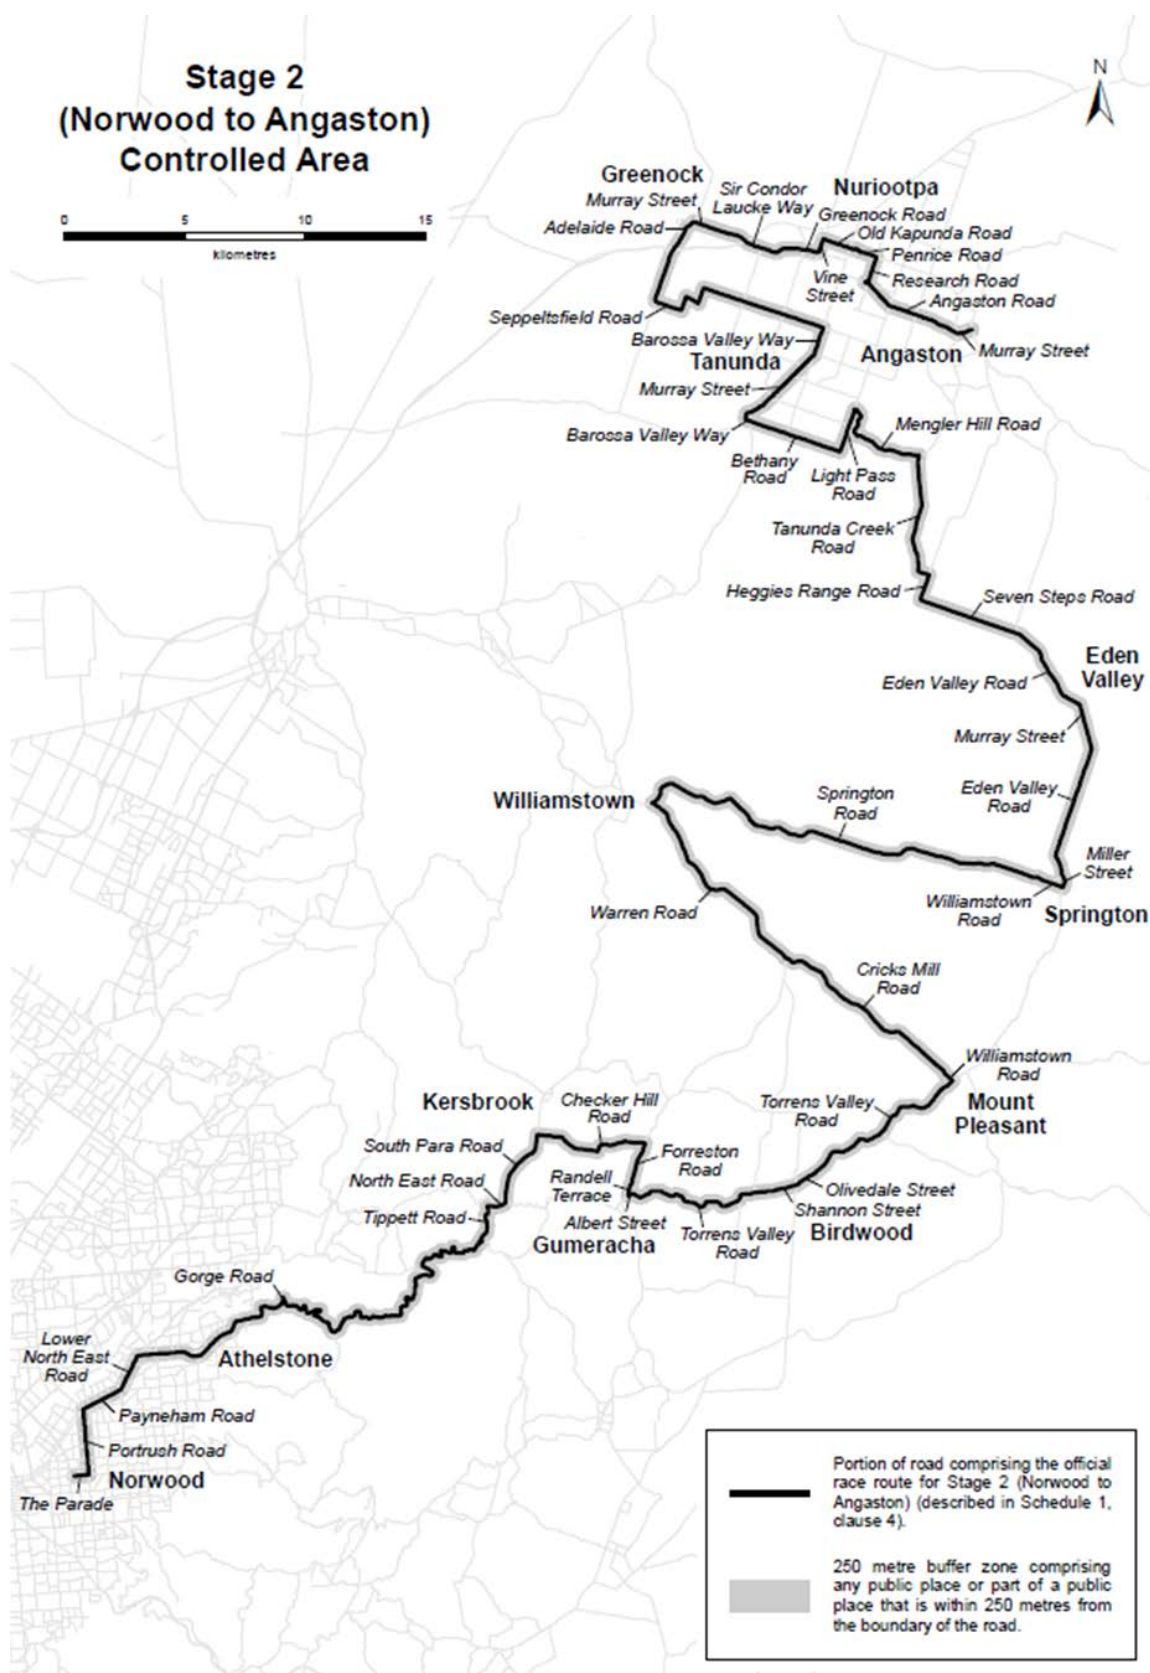 Stage 2
(Norwood to Angaston)
Controlled Area
0 5 10 15
kilometres
N
Greenock
Murray Street
Adelaide Road
Sir Condor
Laucke Way
Nuriootpa
Greenock Road
Old Kapunda Road
Penrice Road
Vine
Street
Research Road
Angaston Road
Seppeltsfield Road
Barossa Valley Way
Tanunda
Angaston
Murray Street
Murray Street
Barossa Valley Way
Mengler Hill Road
Bethany
Road
Light Pass
Road
Tanunda Creek
Road
Heggies Range Road
Seven Steps Road
Eden
Valley
Eden Valley Road
Murray Street
Williamstown
Springton
Road
Eden Valley
Road
Miller
Street
Williamstown
Road
Springton
Warren Road
Cricks Mill
Road
Williamstown
Road
Mount
Pleasant
Torrens Valley
Road
Kersbrook
Checker Hill
Road
South Para Road
Forreston
Road
North East Road
Randell
Terrace
Tippett Road
Albert Street
Gumeracha
Olivedale Street
Shannon Street
Torrens Valley
Road
Birdwood
Gorge Road
Lower
North East
Road
Athelstone
Payneham Road
Portrush Road
Norwood
The Parade
Portion of road comprising the official
race route for Stage 2 (Norwood to
Angaston) (described in Schedule 1,
clause 4).
250 metre buffer zone comprising
any public place or part of a public
place that is within 250 metres from
the boundary of the road.